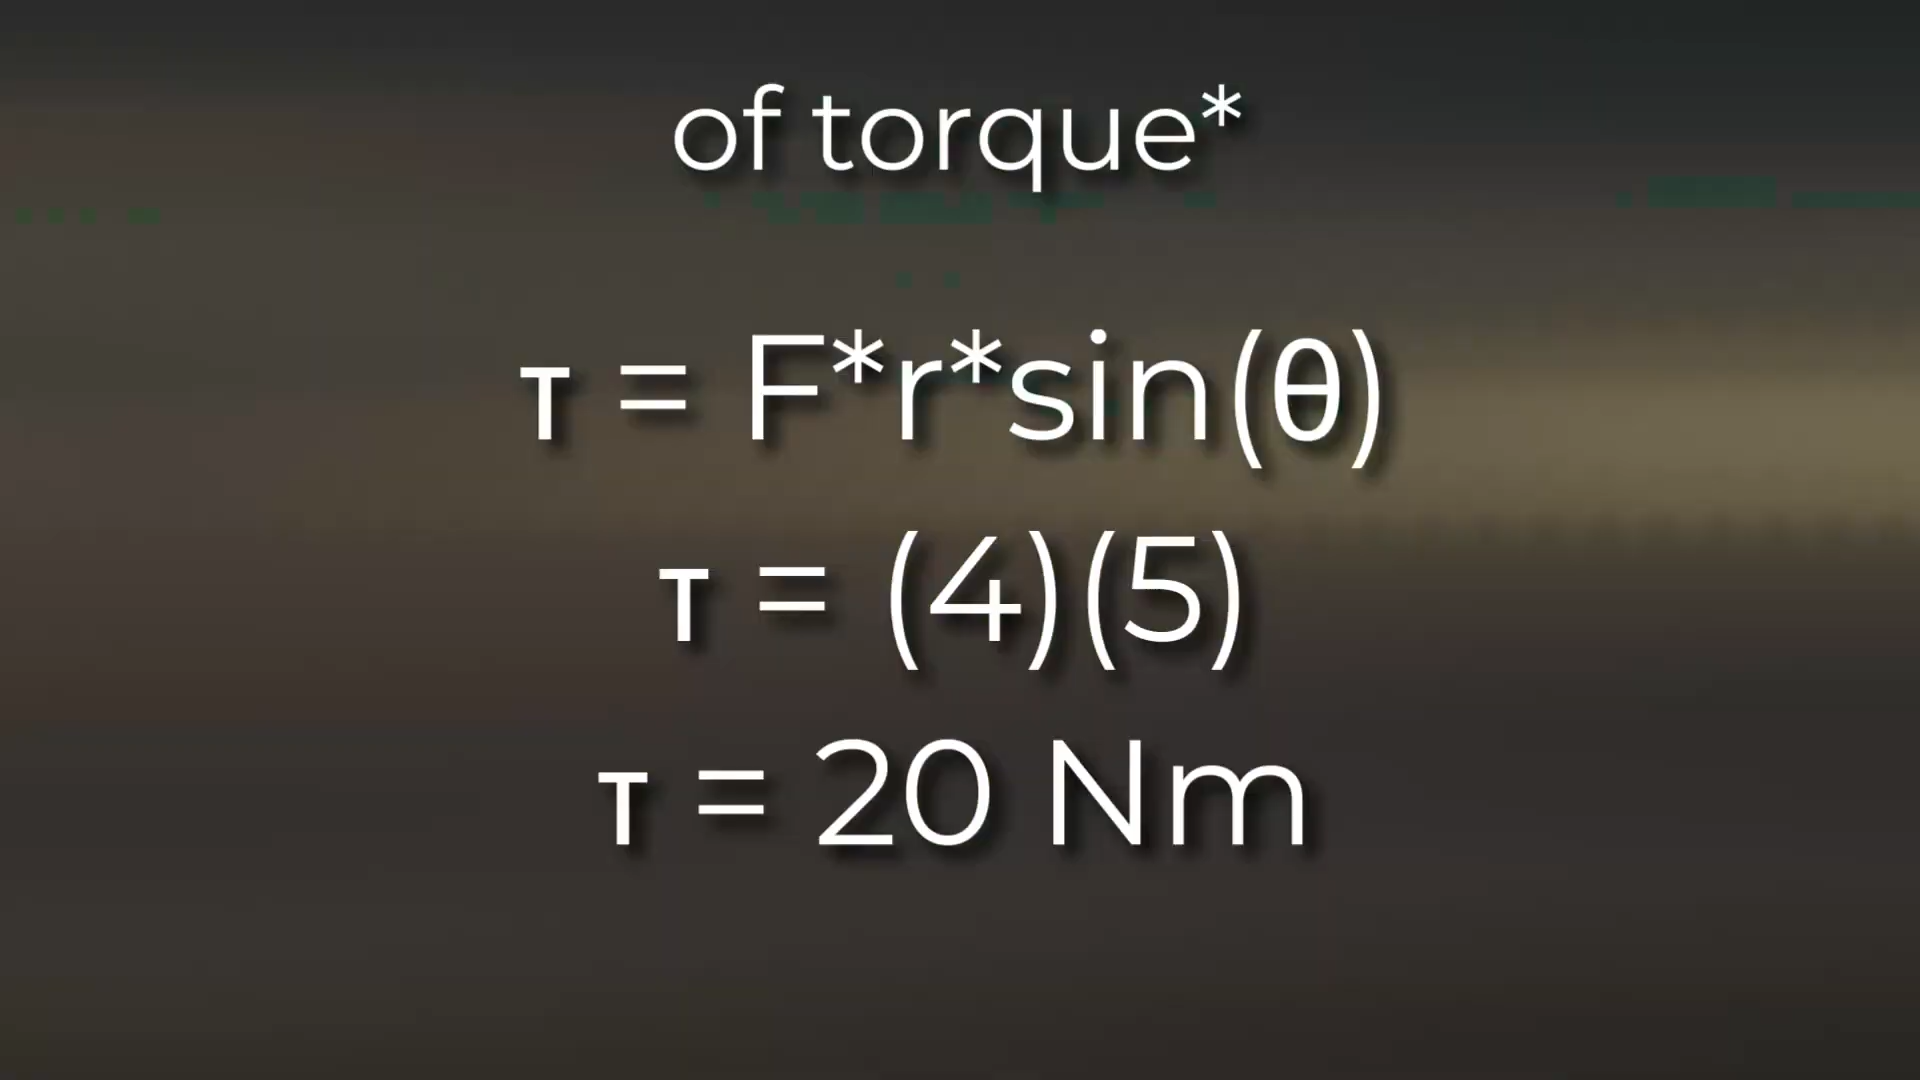 of torque*
τ = F*r*sin(θ)
τ = (4)(5)
τ = 20 Nm